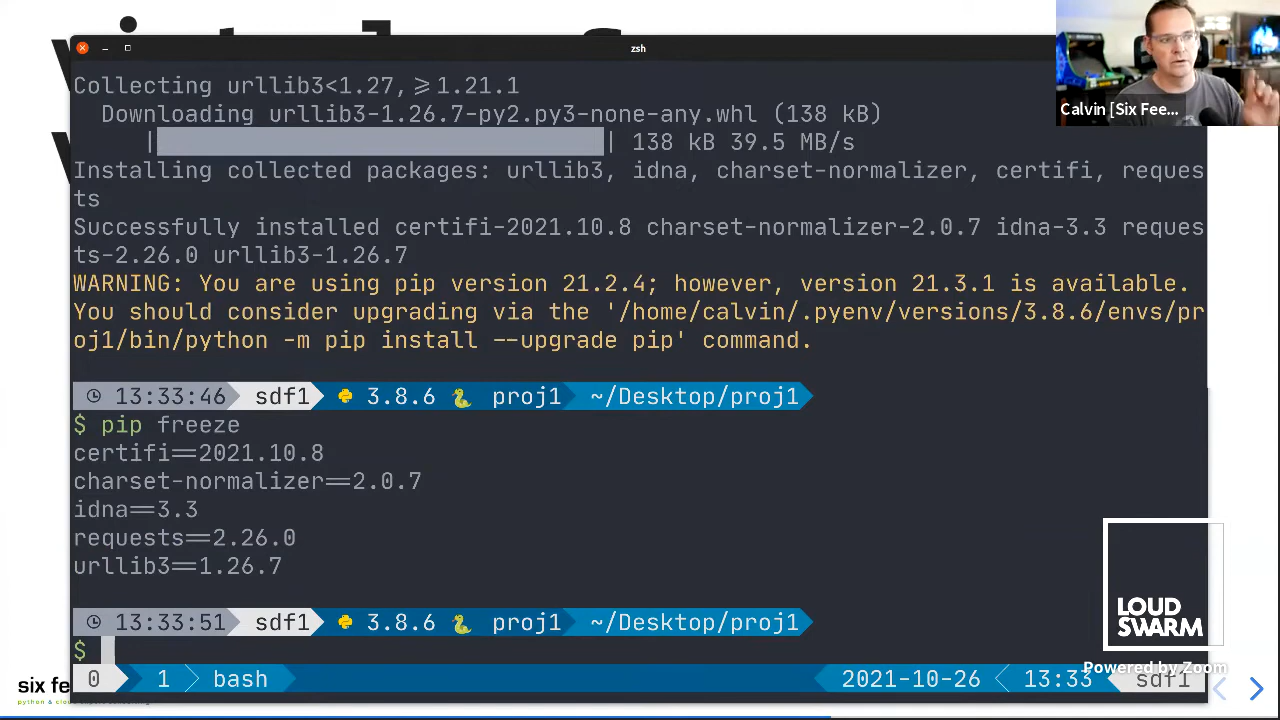 zsh
Collecting urllib3<1.27,>=1.21.1
Downloading urllib3-1.26.7-py2.py3-none-any.whl (138 kB)
| | 138 kB 39.5 MB/s
Installing collected packages: urllib3, idna, charset-normalizer, certifi, reques
ts
Successfully installed certifi-2021.10.8 charset-normalizer-2.0.7 idna-3.3 reques
ts-2.26.0 urllib3-1.26.7
WARNING: You are using pip version 21.2.4; however, version 21.3.1 is available.
You should consider upgrading via the '/home/calvin/.pyenv/versions/3.8.6/envs/pr
oj1/bin/python -m pip install --upgrade pip' command.
13:33:46 sdf1 3.8.6 proj1 ~/Desktop/proj1
$ pip freeze
certifi==2021.10.8
charset-normalizer==2.0.7
idna==3.3
requests==2.26.0
urllib3==1.26.7
13:33:51 sdf1 3.8.6 proj1 ~/Desktop/proj1
$
0 1 bash 2021-10-26 13:33 sdf1
Calvin [Six Fee...
LOUD
SWARM
Powered by Zoom
six fe
python &